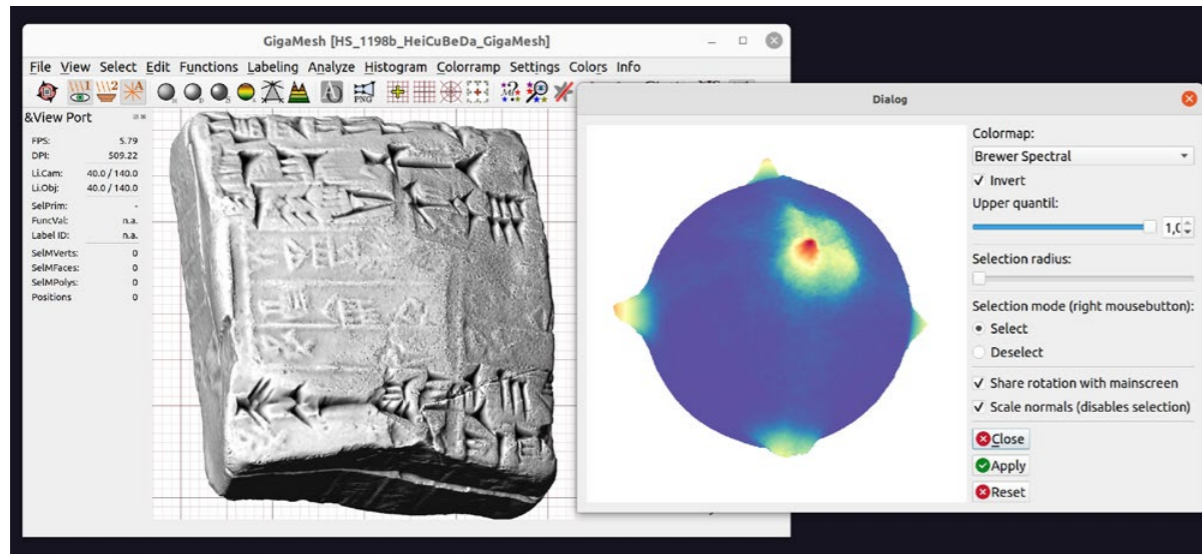 GigaMesh [HS_1198b_HeiCuBeDa_GigaMesh]
File View Select Edit Functions Labeling Analyze Histogram Colorramp Settings Colors Info
PNG
&View Port
FPS: 5.79
DPI: 509.22
Li.Cam: 40.0 / 140.0
Li.Obj: 40.0 / 140.0
SelPrim: -
FuncVal: n.a.
Label ID: n.a.
SelMVerts: 0
SelMFaces: 0
SelMPolys: 0
Positions 0
Dialog
Colormap:
Brewer Spectral
Invert
Upper quantil:
Selection radius:
Selection mode (right mousebutton):
Select
Deselect
Share rotation with mainscreen
Scale normals (disables selection)
Close
Apply
Reset